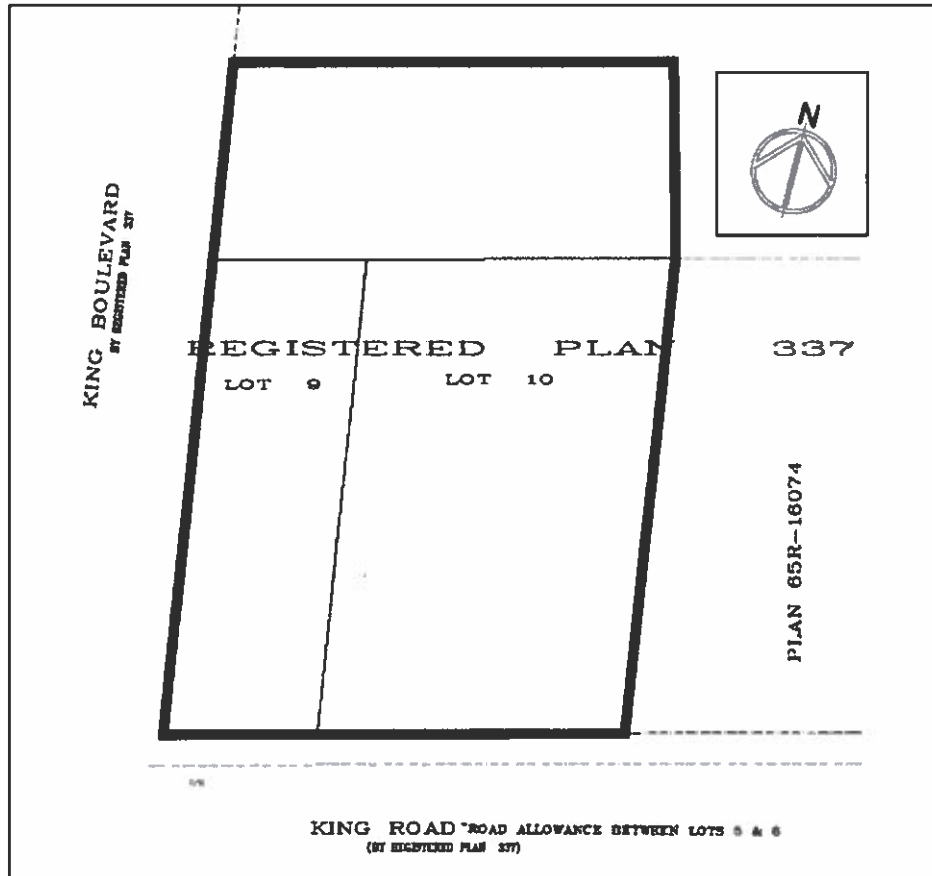 N
KING BOULEVARD
BY REGISTERED PLAN 337
REGISTERED PLAN 337
LOT 9 LOT 10
PLAN 65R-16074
KING ROAD ROAD ALLOWANCE BETWEEN LOTS 5 & 6
(BY REGISTERED PLAN 337)